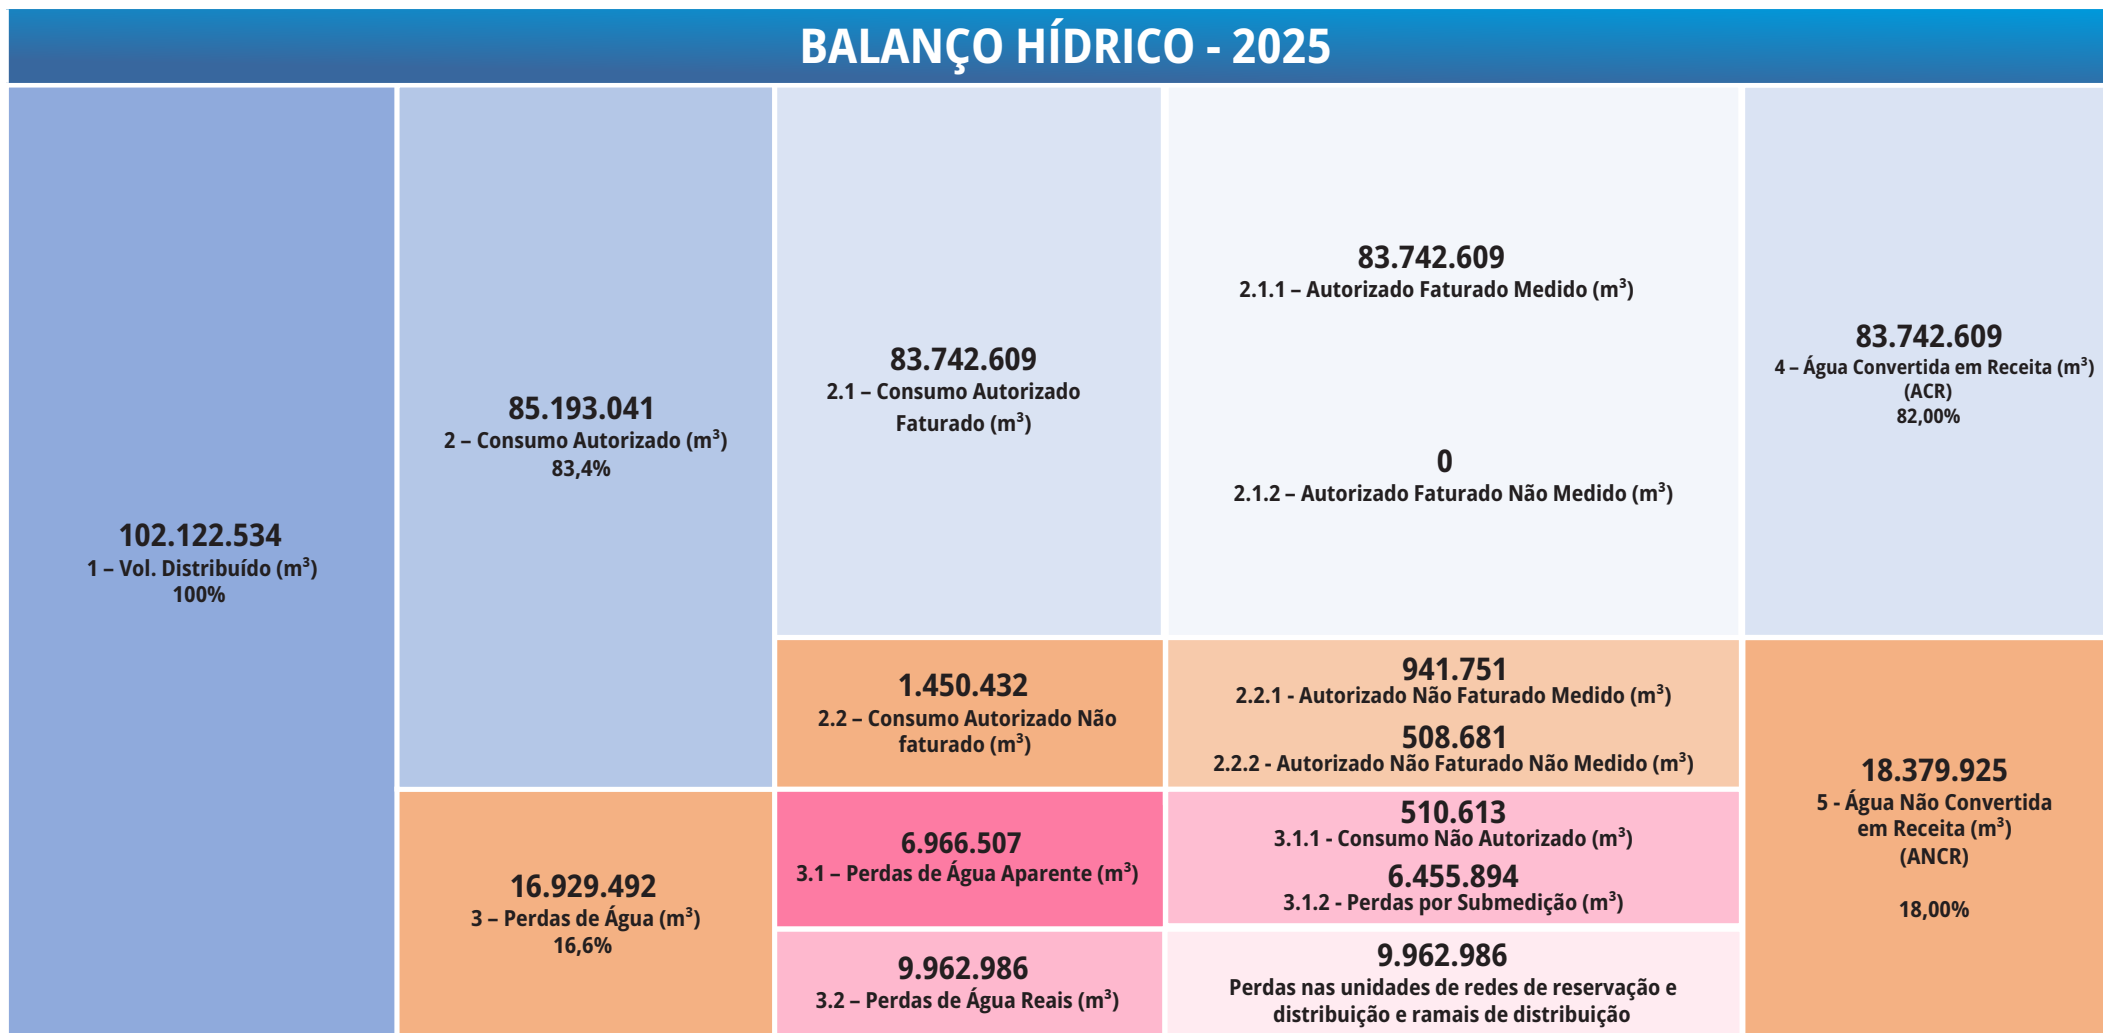 BALANÇO HÍDRICO - 2025
102.122.534
1 – Vol. Distribuído (m³)
100%
85.193.041
2 – Consumo Autorizado (m³)
83,4%
16.929.492
3 – Perdas de Água (m³)
16,6%
83.742.609
2.1 – Consumo Autorizado
Faturado (m³)
1.450.432
2.2 – Consumo Autorizado Não
faturado (m³)
6.966.507
3.1 – Perdas de Água Aparente (m³)
9.962.986
3.2 – Perdas de Água Reais (m³)
83.742.609
2.1.1 – Autorizado Faturado Medido (m³)
0
2.1.2 – Autorizado Faturado Não Medido (m³)
941.751
2.2.1 - Autorizado Não Faturado Medido (m³)
508.681
2.2.2 - Autorizado Não Faturado Não Medido (m³)
510.613
3.1.1 - Consumo Não Autorizado (m³)
6.455.894
3.1.2 - Perdas por Submedição (m³)
9.962.986
Perdas nas unidades de redes de reservação e
distribuição e ramais de distribuição
83.742.609
4 – Água Convertida em Receita (m³)
(ACR)
82,00%
18.379.925
5 - Água Não Convertida
em Receita (m³)
(ANCR)
18,00%